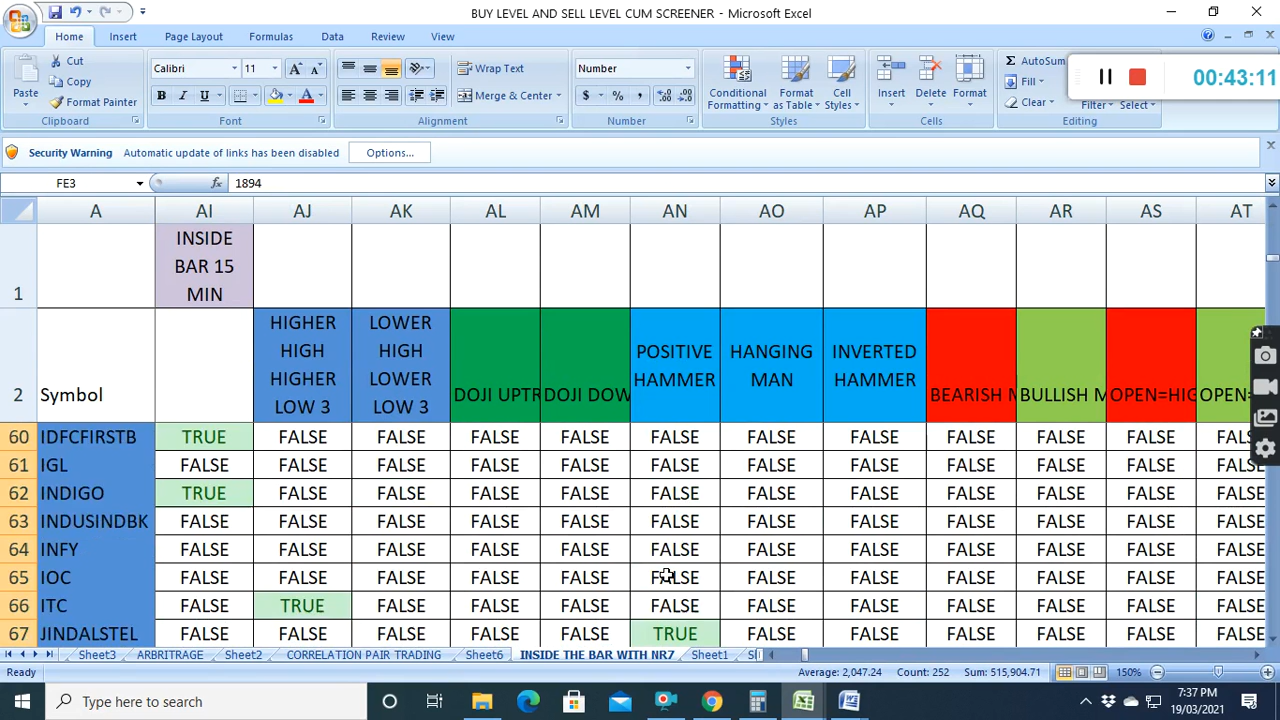 BUY LEVEL AND SELL LEVEL CUM SCREENER - Microsoft Excel
Home Insert Page Layout Formulas Data Review View
Paste
Cut
Copy
Format Painter
Clipboard
Calibri 11
B I U
Font
Wrap Text
Merge & Center
Alignment
Number
$ % ,
Number
Conditional Formatting
Format as Table
Cell Styles
Styles
Insert Delete Format
Cells
AutoSum
Fill
Clear
Filter Select
Editing
00:43:11
Security Warning Automatic update of links has been disabled Options...
FE3 fx 1894
A AI AJ AK AL AM AN AO AP AQ AR AS AT
1 INSIDE BAR 15 MIN
2 Symbol HIGHER HIGH HIGHER LOW 3 LOWER HIGH LOWER LOW 3 DOJI UPTR DOJI DOW POSITIVE HAMMER HANGING MAN INVERTED HAMMER BEARISH M BULLISH M OPEN=HIG OPEN=
60 IDFCFIRSTB TRUE FALSE FALSE FALSE FALSE FALSE FALSE FALSE FALSE FALSE FALSE FALS
61 IGL FALSE FALSE FALSE FALSE FALSE FALSE FALSE FALSE FALSE FALSE FALSE FALSE
62 INDIGO TRUE FALSE FALSE FALSE FALSE FALSE FALSE FALSE FALSE FALSE FALSE FALSE
63 INDUSINDBK FALSE FALSE FALSE FALSE FALSE FALSE FALSE FALSE FALSE FALSE FALSE FALSE
64 INFY FALSE FALSE FALSE FALSE FALSE FALSE FALSE FALSE FALSE FALSE FALSE FALSE
65 IOC FALSE FALSE FALSE FALSE FALSE FALSE FALSE FALSE FALSE FALSE FALSE FALSE
66 ITC FALSE TRUE FALSE FALSE FALSE FALSE FALSE FALSE FALSE FALSE FALSE FALSE
67 JINDALSTEL FALSE FALSE FALSE FALSE FALSE TRUE FALSE FALSE FALSE FALSE FALSE FALSE
Sheet3 ARBRITRAGE Sheet2 CORRELATION PAIR TRADING Sheet6 INSIDE THE BAR WITH NR7 Sheet1 Sl
Ready Average: 2,047.24 Count: 252 Sum: 515,904.71 150%
Type here to search
7:37 PM
19/03/2021